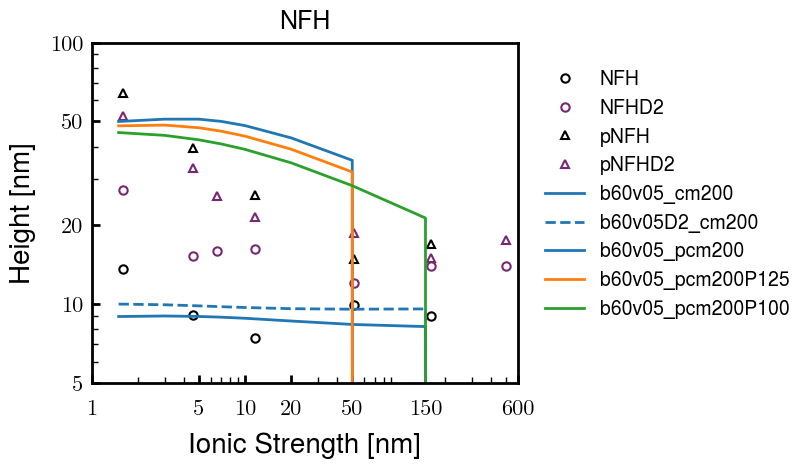 NFH
Height [nm]
100
50
20
10
5
1
5
10
20
50
150
600
Ionic Strength [nm]
NFH
NFHD2
pNFH
pNFHD2
b60v05_cm200
b60v05D2_cm200
b60v05_pcm200
b60v05_pcm200P125
b60v05_pcm200P100